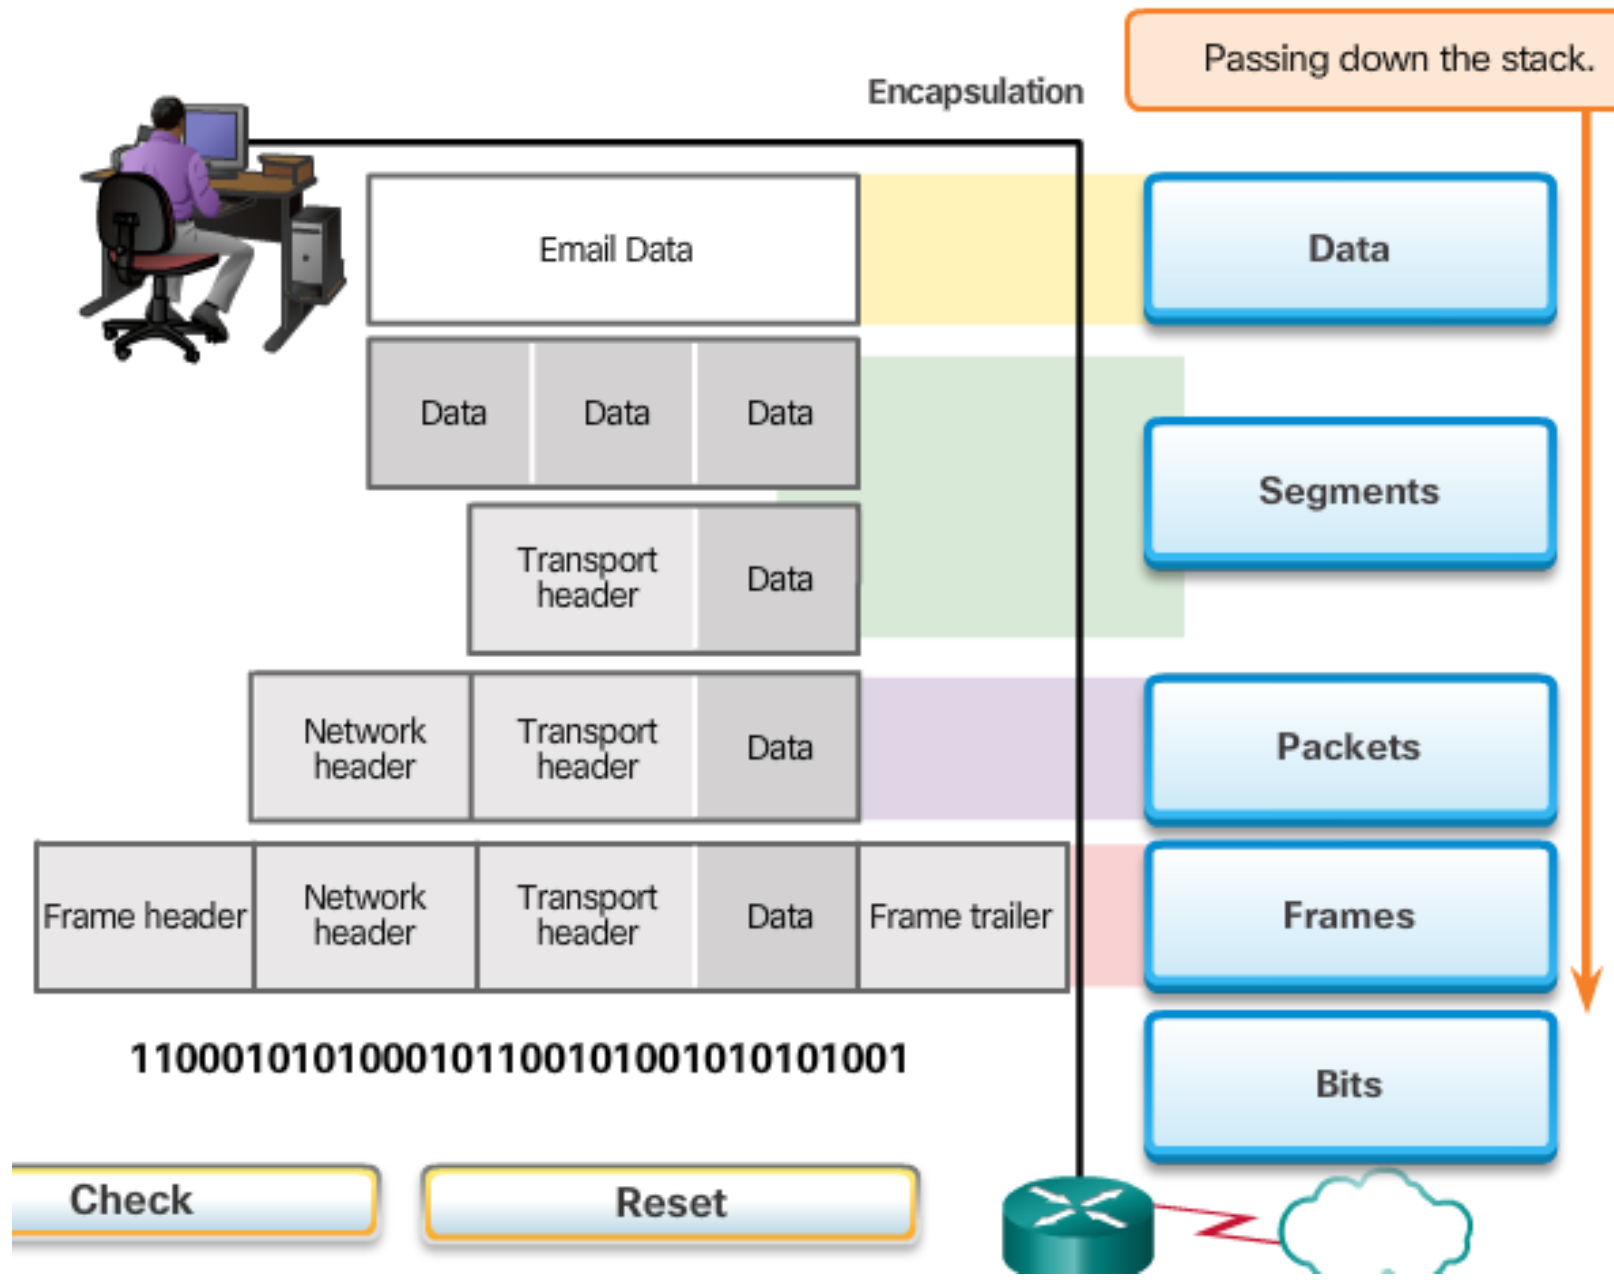 Passing down the stack.
Encapsulation
Email Data
Data
Data Data Data
Segments
Transport
header
Data
Network
header
Transport
header
Data
Packets
Frame header
Network
header
Transport
header
Data
Frame trailer
Frames
1100010101000101100101001010101001
Bits
Check
Reset